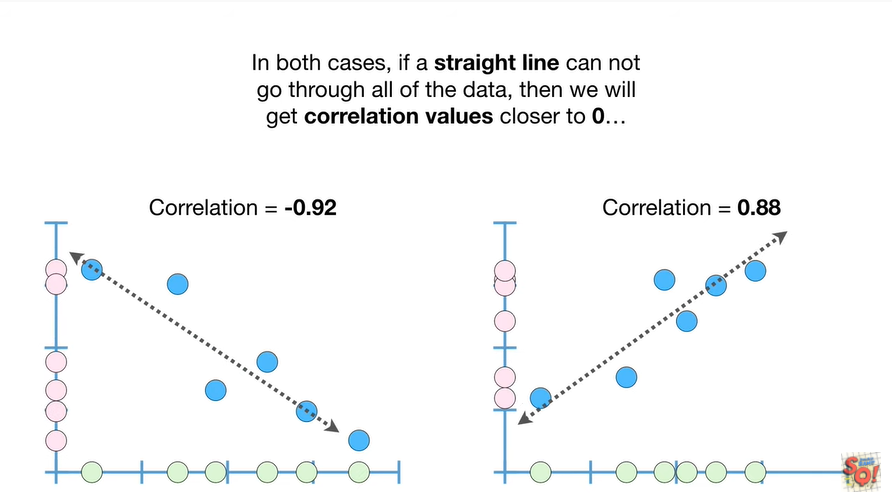 In both cases, if a straight line can not
go through all of the data, then we will
get correlation values closer to 0…
Correlation = -0.92
Correlation = 0.88
SQ!